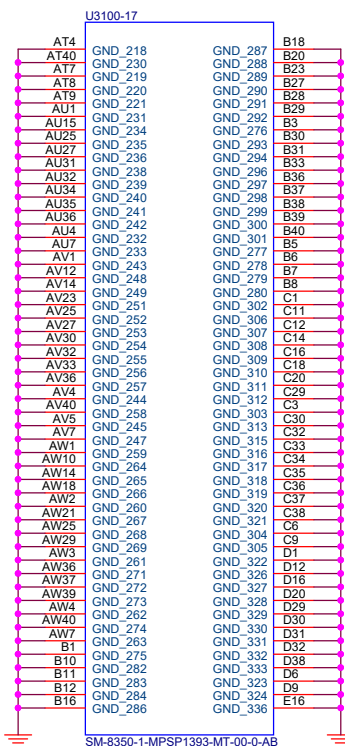 U3100-17
AT4 GND_218 GND_287 B18
AT40 GND_230 GND_288 B20
AT7 GND_219 GND_289 B23
AT8 GND_220 GND_290 B27
AT9 GND_221 GND_291 B28
AU1 GND_231 GND_292 B29
AU15 GND_234 GND_276 B3
AU25 GND_235 GND_293 B30
AU27 GND_236 GND_294 B31
AU31 GND_238 GND_296 B33
AU32 GND_239 GND_297 B36
AU34 GND_240 GND_298 B37
AU35 GND_241 GND_299 B38
AU36 GND_242 GND_300 B39
AU4 GND_232 GND_301 B40
AU7 GND_233 GND_277 B5
AV1 GND_243 GND_278 B6
AV12 GND_248 GND_279 B7
AV14 GND_249 GND_280 B8
AV23 GND_251 GND_302 C1
AV25 GND_252 GND_306 C11
AV27 GND_253 GND_307 C12
AV30 GND_254 GND_308 C14
AV32 GND_255 GND_309 C16
AV33 GND_256 GND_310 C18
AV36 GND_257 GND_311 C20
AV4 GND_244 GND_312 C29
AV40 GND_258 GND_303 C3
AV5 GND_245 GND_313 C30
AV7 GND_247 GND_315 C32
AW1 GND_259 GND_316 C33
AW10 GND_264 GND_317 C34
AW14 GND_265 GND_318 C35
AW18 GND_266 GND_319 C36
AW2 GND_260 GND_320 C37
AW21 GND_267 GND_321 C38
AW25 GND_268 GND_304 C6
AW29 GND_269 GND_305 C9
AW3 GND_261 GND_322 D1
AW36 GND_271 GND_326 D12
AW37 GND_272 GND_327 D16
AW39 GND_273 GND_328 D20
AW4 GND_262 GND_329 D29
AW40 GND_274 GND_330 D30
AW7 GND_263 GND_331 D31
B1 GND_275 GND_332 D32
B10 GND_282 GND_333 D38
B11 GND_283 GND_323 D6
B12 GND_284 GND_324 D9
B16 GND_286 GND_336 E16
SM-8350-1-MPSP1393-MT-00-0-AB